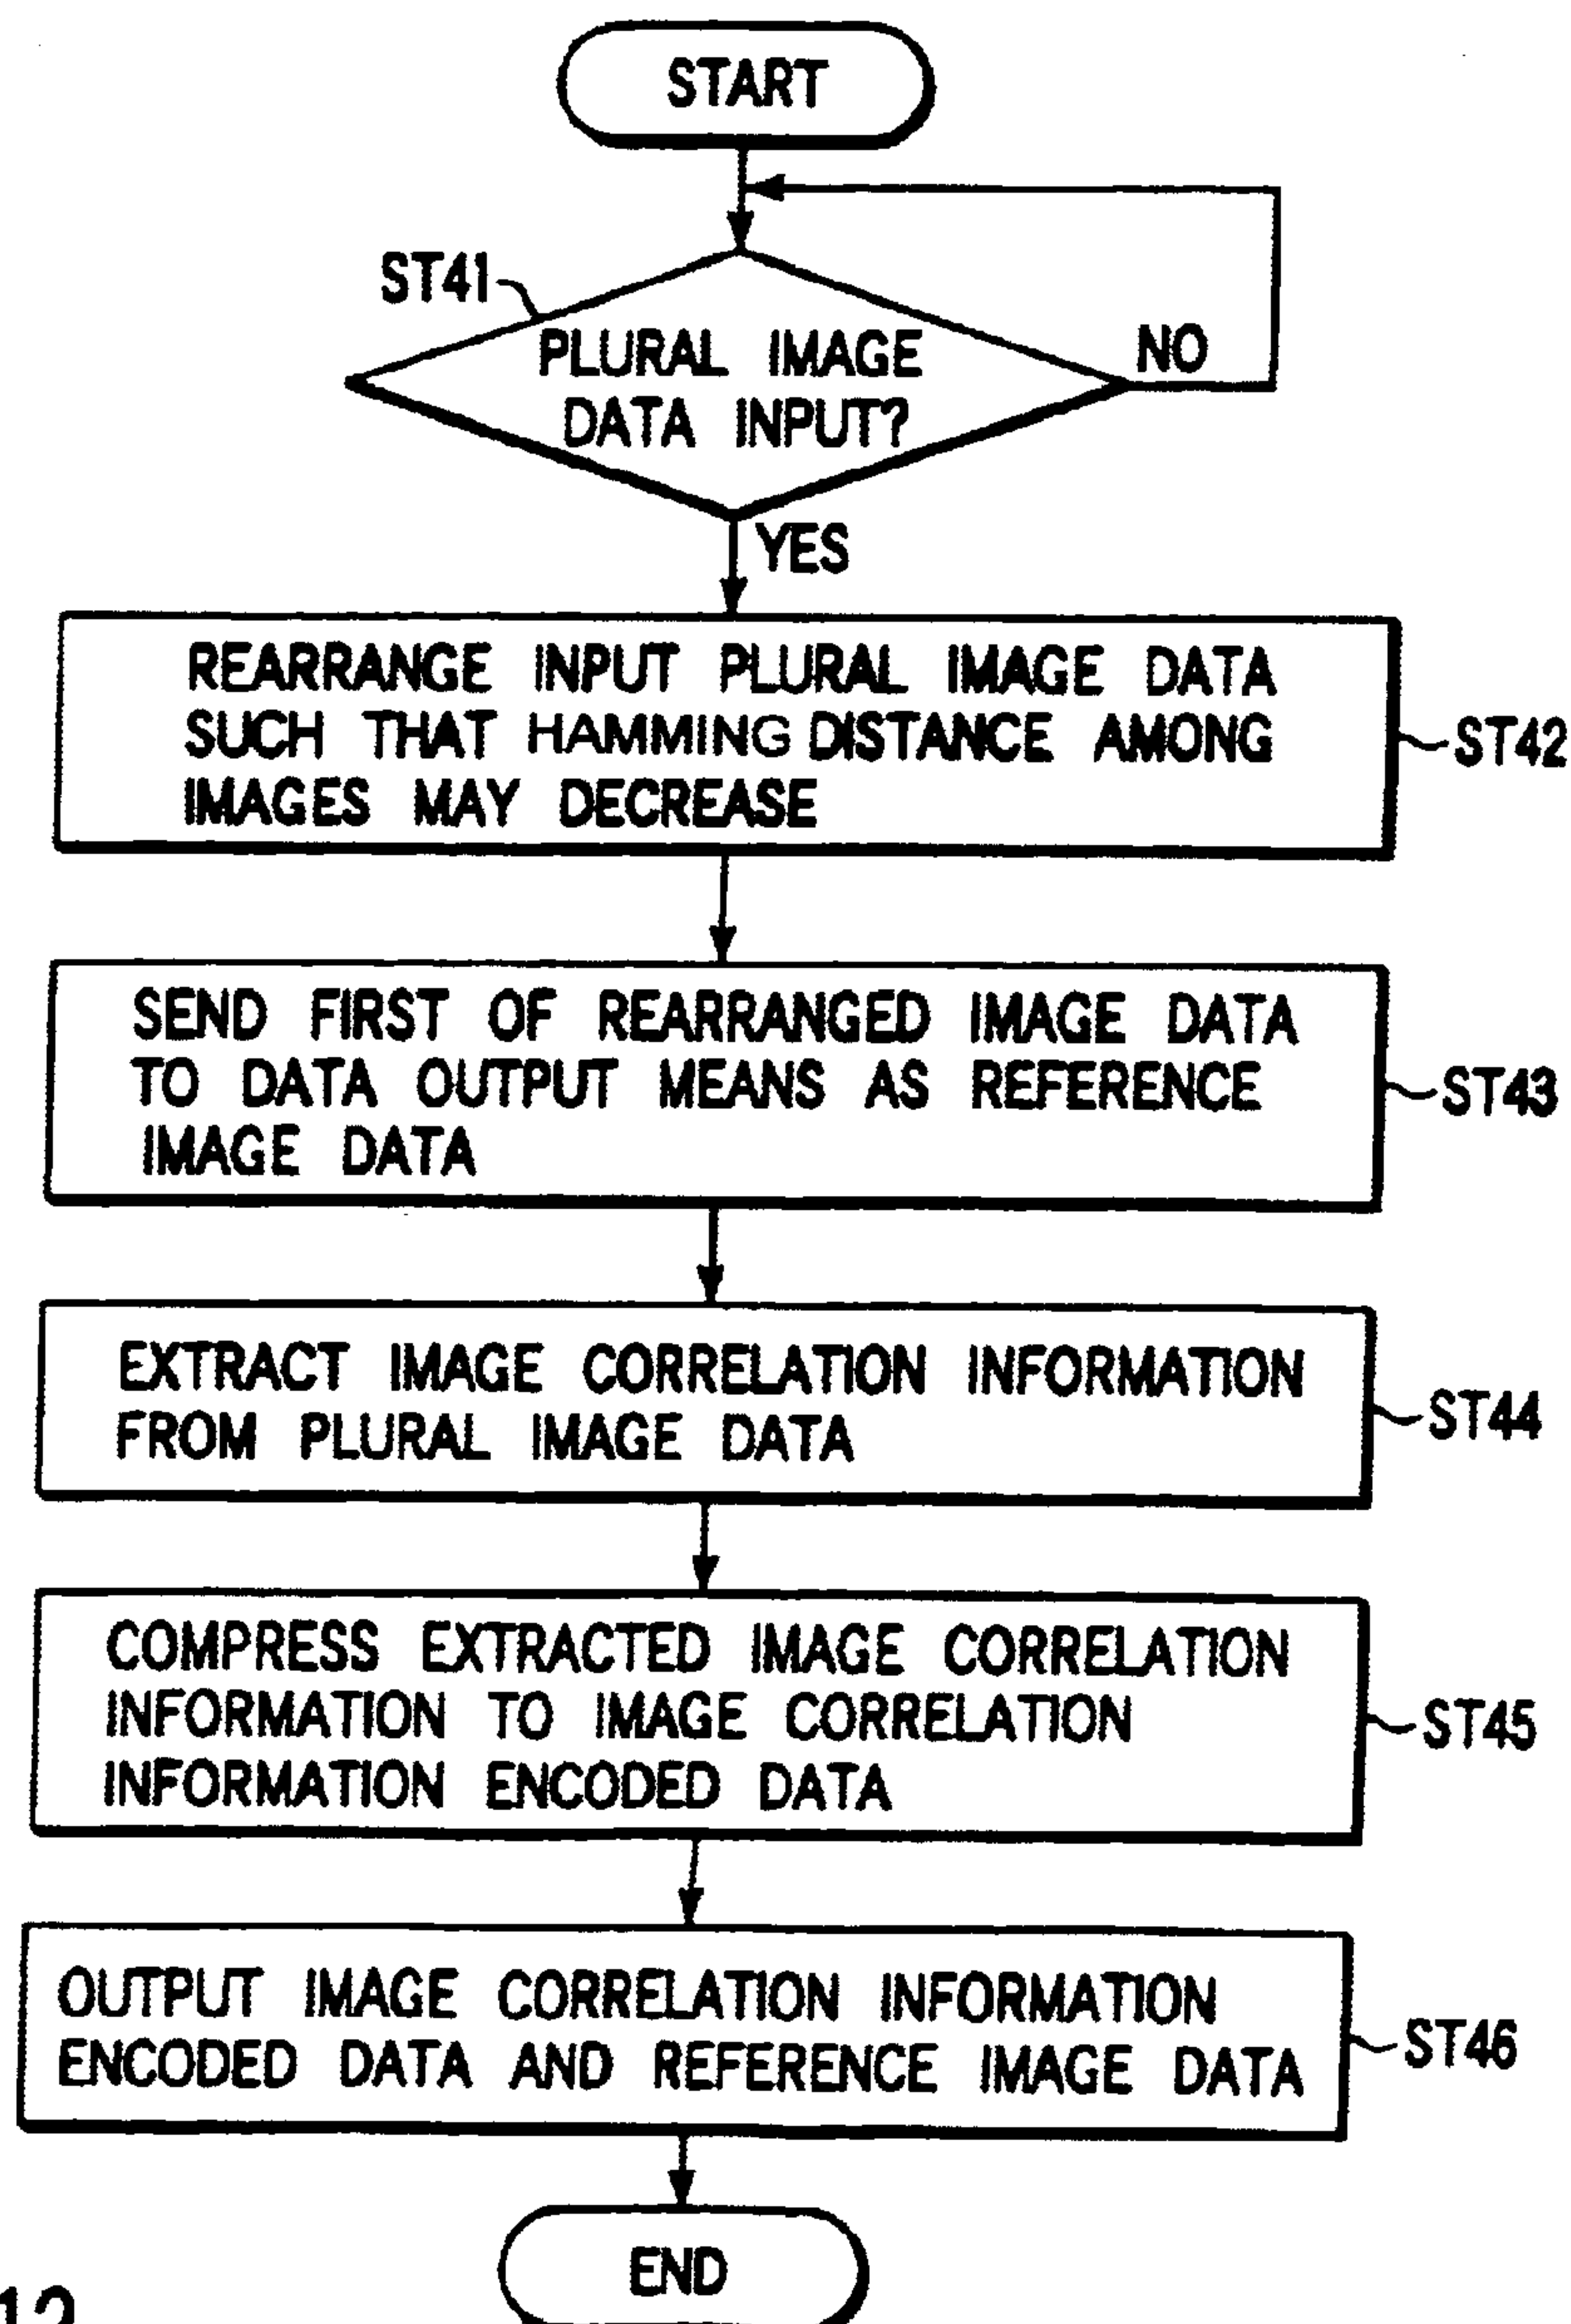 START
ST41
PLURAL IMAGE
DATA INPUT?
NO
YES
REARRANGE INPUT PLURAL IMAGE DATA
SUCH THAT HAMMING DISTANCE AMONG
IMAGES MAY DECREASE
ST42
SEND FIRST OF REARRANGED IMAGE DATA
TO DATA OUTPUT MEANS AS REFERENCE
IMAGE DATA
ST43
EXTRACT IMAGE CORRELATION INFORMATION
FROM PLURAL IMAGE DATA
ST44
COMPRESS EXTRACTED IMAGE CORRELATION
INFORMATION TO IMAGE CORRELATION
INFORMATION ENCODED DATA
ST45
OUTPUT IMAGE CORRELATION INFORMATION
ENCODED DATA AND REFERENCE IMAGE DATA
ST46
END